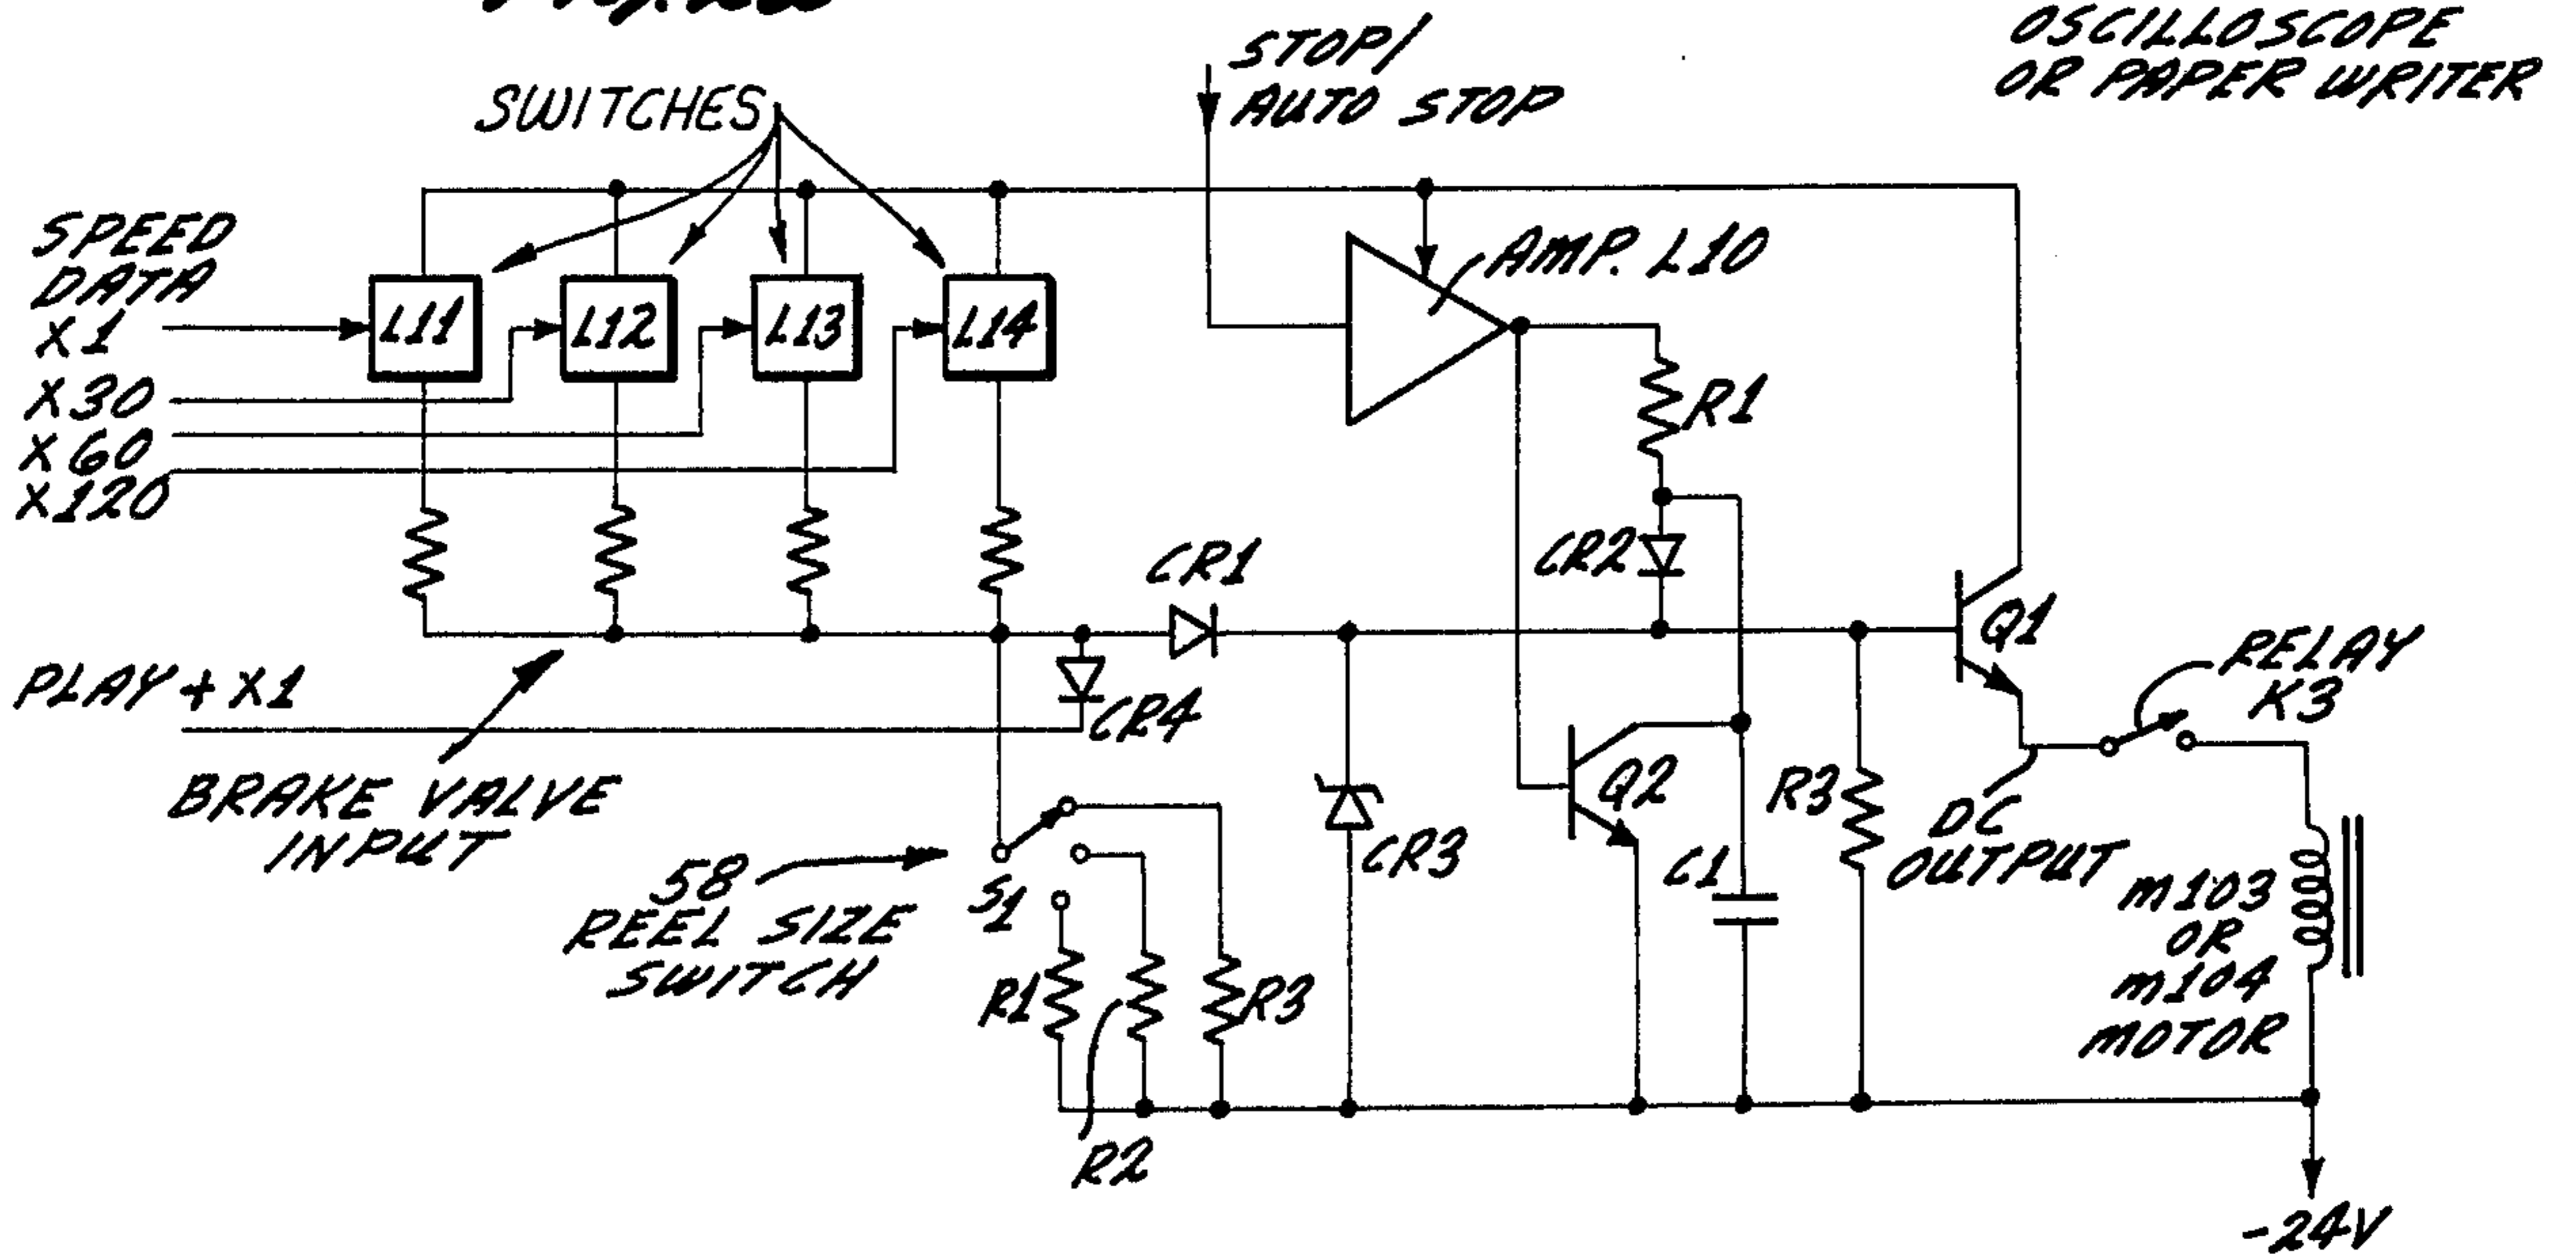 OSCILLOSCOPE
OR PAPER WRITER
STOP/
AUTO STOP
SWITCHES
SPEED
DATA
X1
X30
X60
X120
L11
L12
L13
L14
AMP. L10
R1
CR1
CR2
Q1
RELAY
K3
PLAY + X1
CR4
BRAKE VALVE
INPUT
58
REEL SIZE
SWITCH
S1
R1
R2
R3
CR3
Q2
C1
R3
DC
OUTPUT
M103
OR
M104
MOTOR
-24V